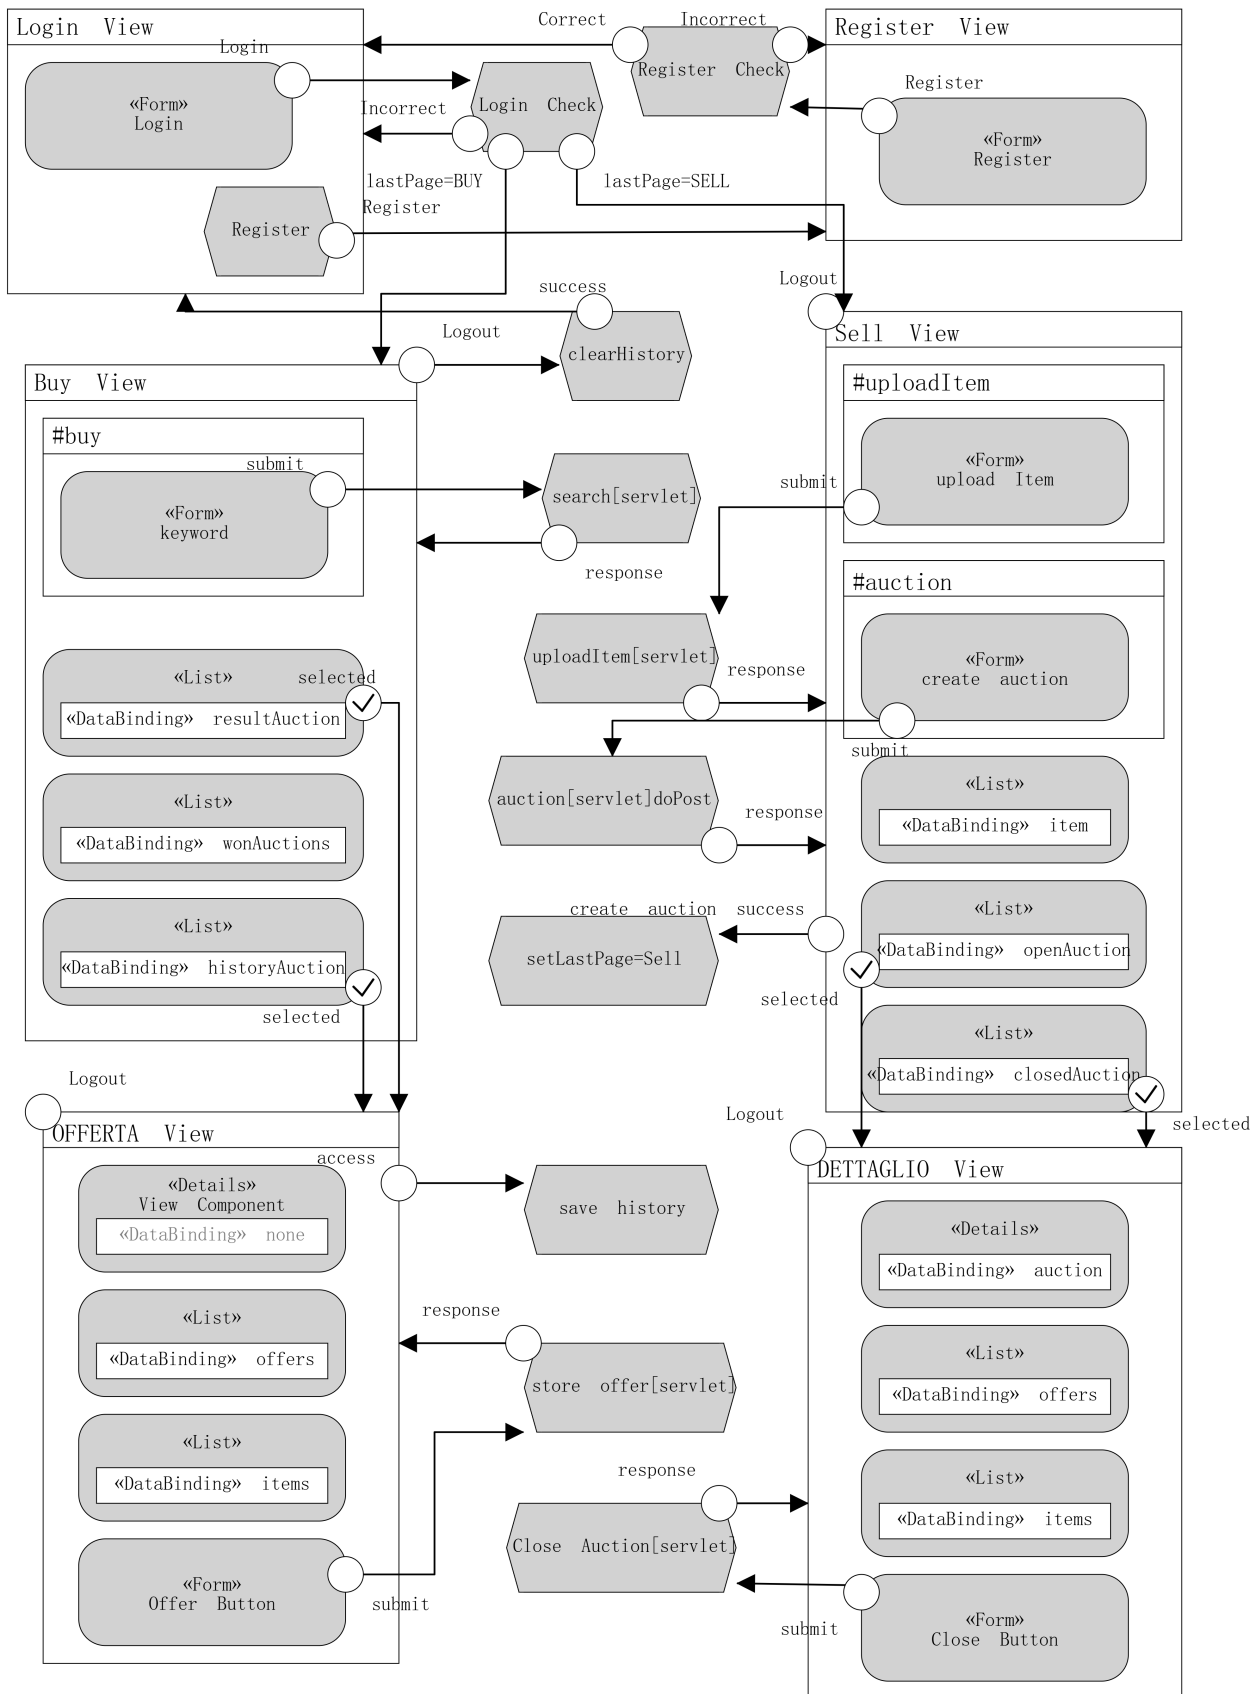 Login View
Correct
Incorrect
Register View
Login
Register Check
Register
«Form»
Login
Incorrect
Login Check
«Form»
Register
lastPage=BUY
lastPage=SELL
Register
Register
success
Logout
Logout
clearHistory
Sell View
Buy View
#uploadItem
#buy
submit
«Form»
upload Item
search[servlet]
submit
«Form»
keyword
response
#auction
uploadItem[servlet]
response
«Form»
create auction
«List»
selected
«DataBinding» resultAuction
submit
«List»
«DataBinding» wonAuctions
auction[servlet]doPost
response
«List»
«DataBinding» item
create auction success
«List»
«DataBinding» openAuction
«List»
«DataBinding» historyAuction
setLastPage=Sell
selected
selected
«List»
«DataBinding» closedAuction
Logout
Logout
selected
OFFERTA View
access
DETTAGLIO View
«Details»
View Component
«DataBinding» none
save history
«Details»
«DataBinding» auction
response
«List»
«DataBinding» offers
store offer[servlet]
«List»
«DataBinding» offers
«List»
«DataBinding» items
response
«List»
«DataBinding» items
Close Auction[servlet]
«Form»
Offer Button
submit
submit
«Form»
Close Button